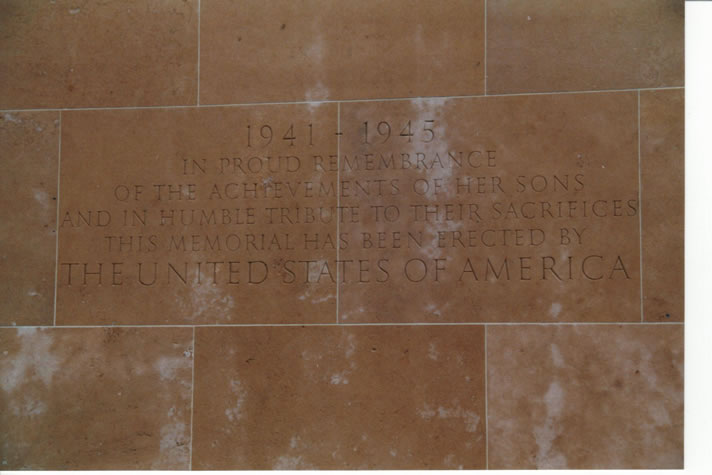 1941 - 1945
IN PROUD REMEMBRANCE
OF THE ACHIEVEMENTS OF HER SONS
AND IN HUMBLE TRIBUTE TO THEIR SACRIFICES
THIS MEMORIAL HAS BEEN ERECTED BY
THE UNITED STATES OF AMERICA